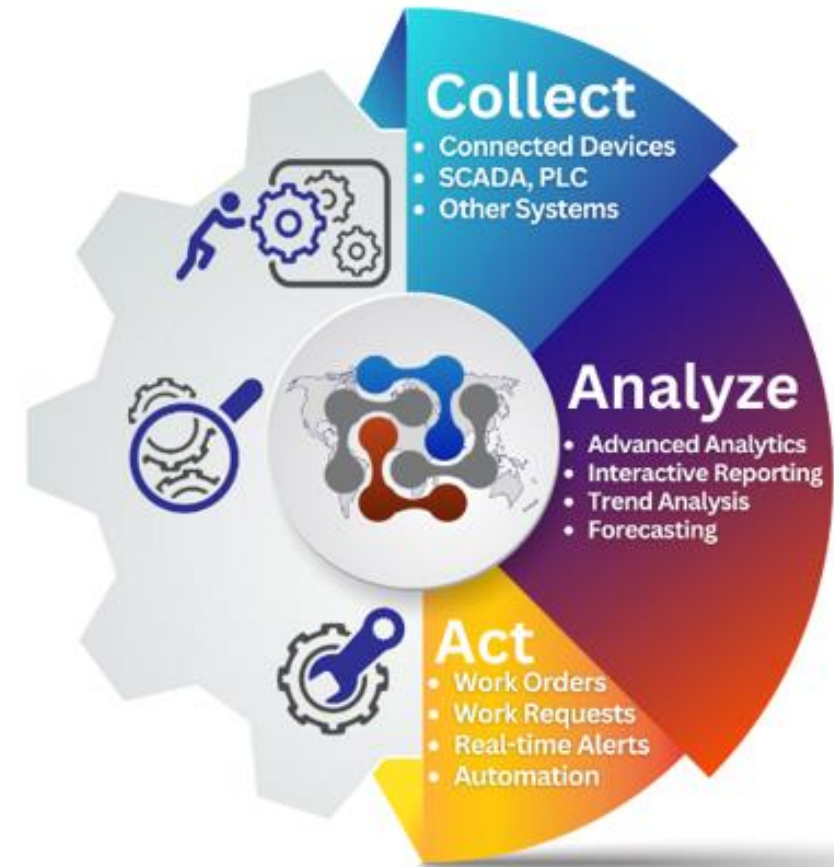 Collect
• Connected Devices
• SCADA, PLC
• Other Systems
Analyze
• Advanced Analytics
• Interactive Reporting
• Trend Analysis
• Forecasting
Act
• Work Orders
• Work Requests
• Real-time Alerts
• Automation